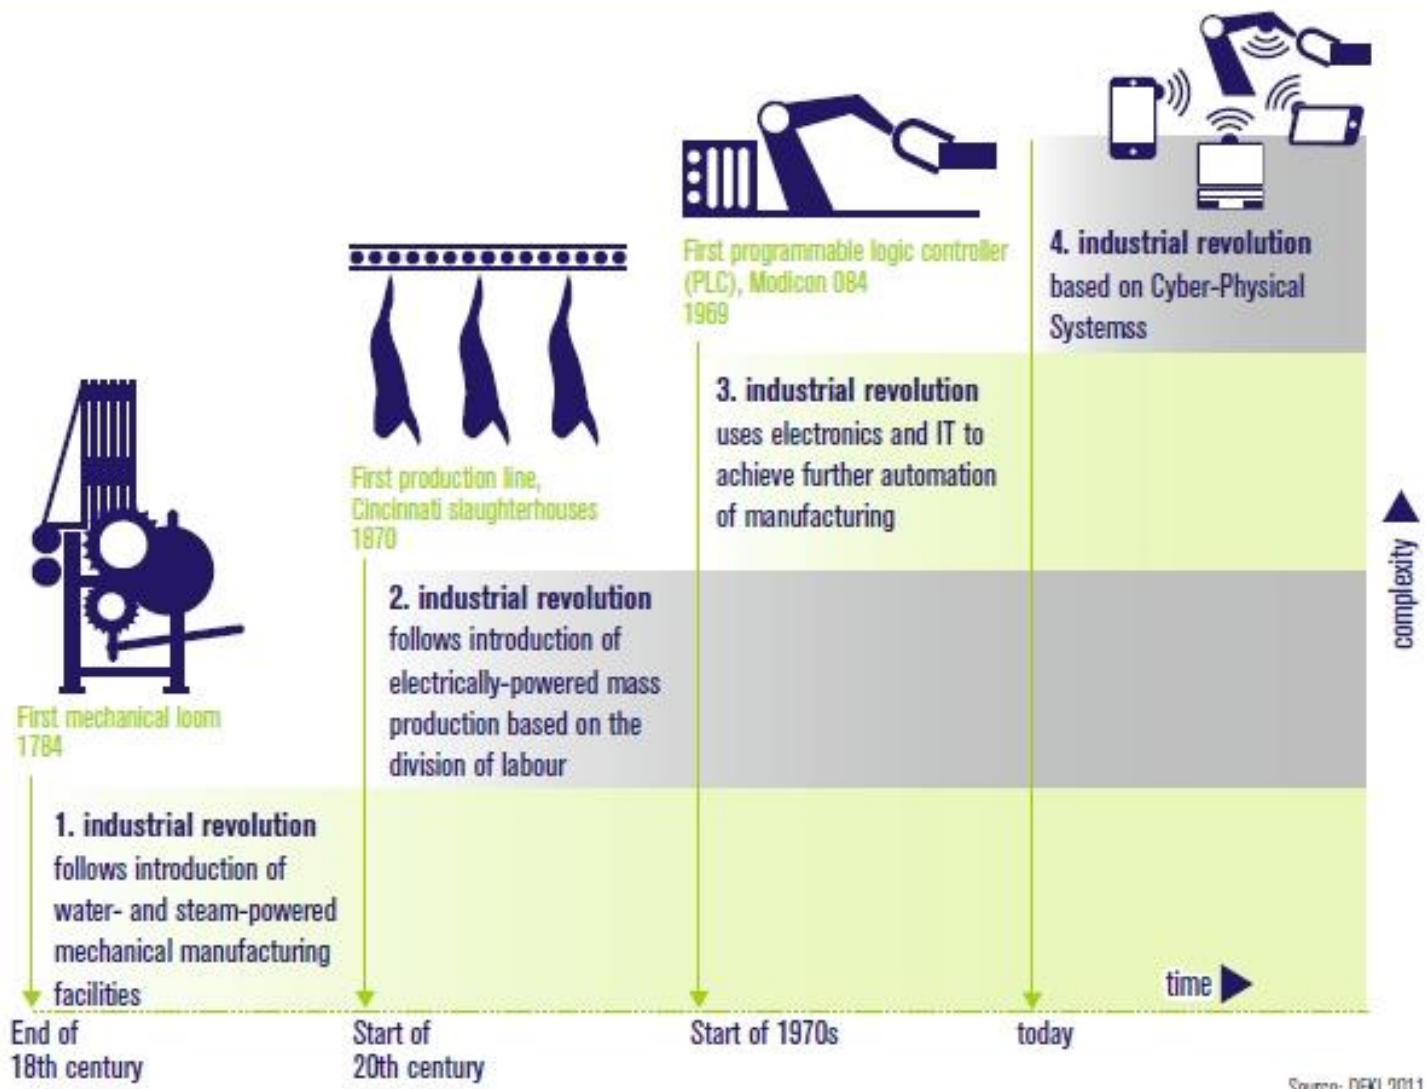 First programmable logic controller
(PLC), Modicon 084
1969
4. industrial revolution
based on Cyber-Physical
Systemss
3. industrial revolution
uses electronics and IT to
achieve further automation
of manufacturing
First production line,
Cincinnati slaughterhouses
1870
2. industrial revolution
follows introduction of
electrically-powered mass
production based on the
division of labour
First mechanical loom
1784
1. industrial revolution
follows introduction of
water- and steam-powered
mechanical manufacturing
facilities
complexity
time
End of
18th century
Start of
20th century
Start of 1970s
today
Source: DFKI 2011